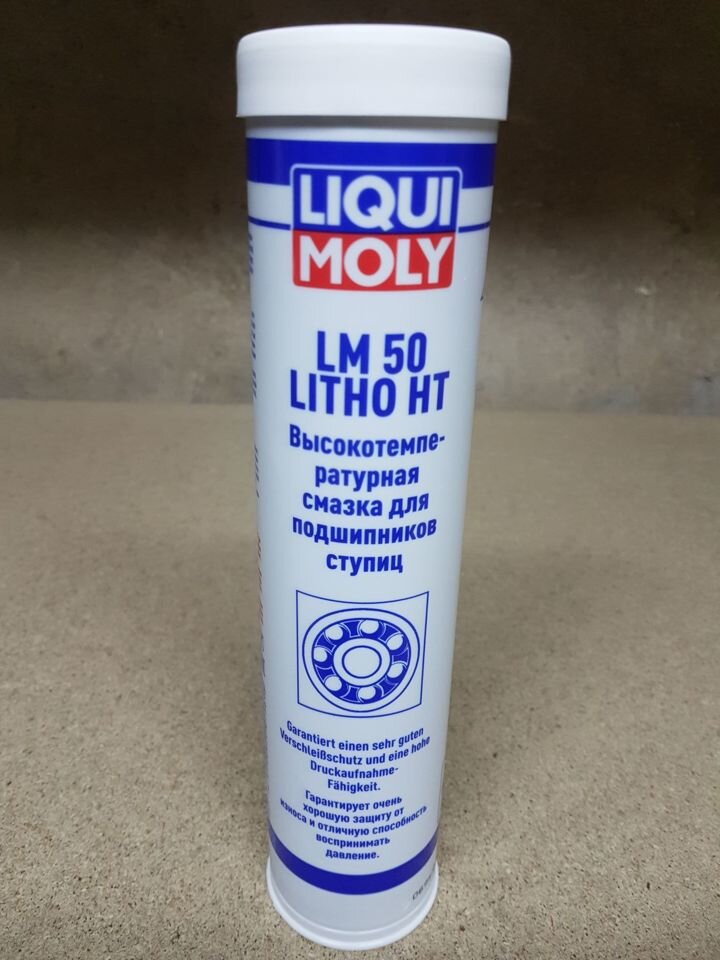 LIQUI
MOLY
LM 50
LITHO HT
Высокотемпе-
ратурная
смазка для
подшипников
ступиц
Garantiert einen sehr guten
Verschleißschutz und eine hohe
Druckaufnahme-
Fähigkeit.
Гарантирует очень
хорошую защиту от
износа и отличную способность
воспринимать
давление.